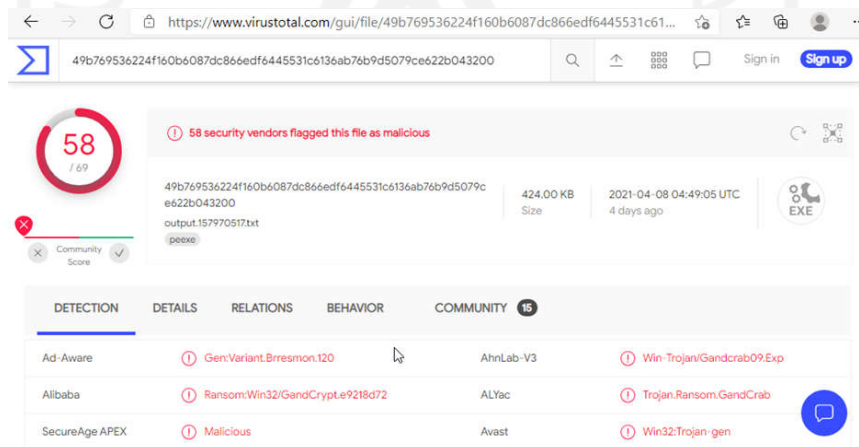 https://www.virustotal.com/gui/file/49b769536224f160b6087dc866edf6445531c61...
49b769536224f160b6087dc866edf6445531c6136ab76b9d5079ce622b043200
Sign in
Sign up
58
/ 69
58 security vendors flagged this file as malicious
49b769536224f160b6087dc866edf6445531c6136ab76b9d5079c
e622b043200
output.157970517.txt
peexe
424.00 KB
Size
2021-04-08 04:49:05 UTC
4 days ago
EXE
Community
Score
DETECTION DETAILS RELATIONS BEHAVIOR COMMUNITY 15
Ad-Aware Gen:Variant.Brresmon.120 AhnLab-V3 Win-Trojan/Gandcrab09.Exp
Alibaba Ransom:Win32/GandCrypt.e9218d72 ALYac Trojan.Ransom.GandCrab
SecureAge APEX Malicious Avast Win32:Trojan-gen